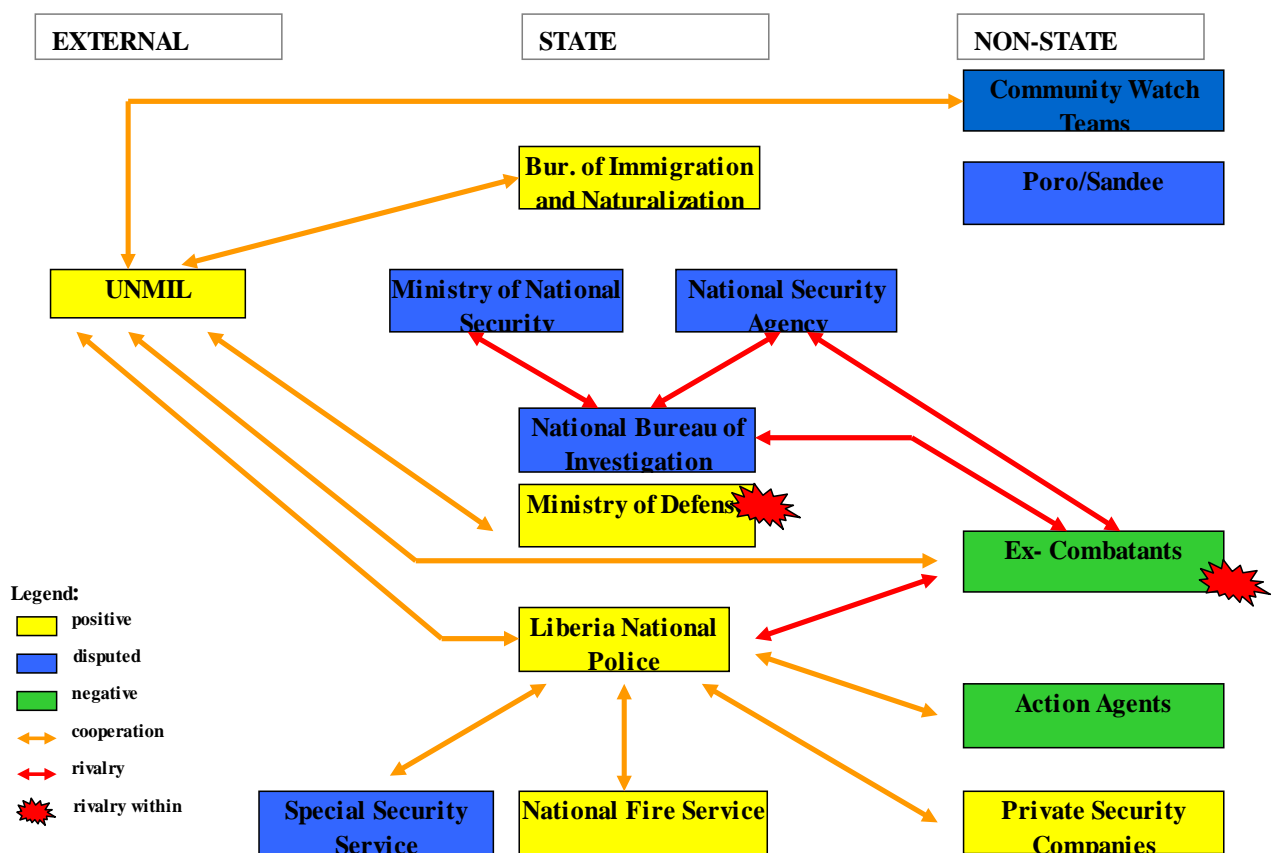 EXTERNAL
STATE
NON-STATE
Community Watch
Teams
Bur. of Immigration
and Naturalization
Poro/Sandee
UNMIL
Ministry of National
Security
National Security
Agency
National Bureau of
Investigation
Ministry of Defens
Ex- Combatants
Legend:
positive
disputed
negative
cooperation
rivalry
rivalry within
Liberia National
Police
Action Agents
Special Security
Service
National Fire Service
Private Security
Companies